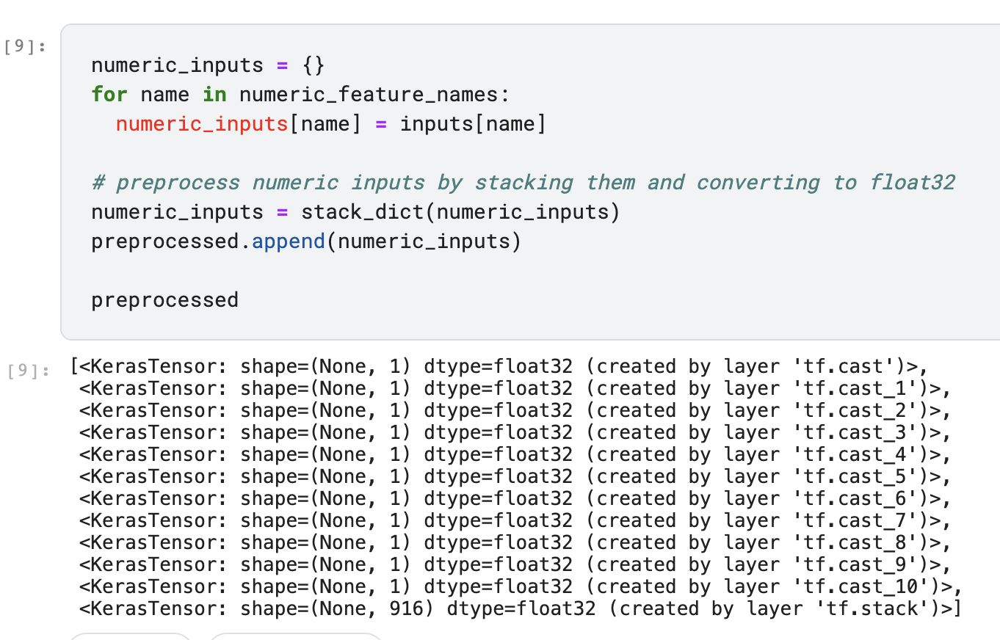 [9]:
numeric_inputs = {}
for name in numeric_feature_names:
  numeric_inputs[name] = inputs[name]
# preprocess numeric inputs by stacking them and converting to float32
numeric_inputs = stack_dict(numeric_inputs)
preprocessed.append(numeric_inputs)
preprocessed
[9]:
[<KerasTensor: shape=(None, 1) dtype=float32 (created by layer 'tf.cast')>,
<KerasTensor: shape=(None, 1) dtype=float32 (created by layer 'tf.cast_1')>,
<KerasTensor: shape=(None, 1) dtype=float32 (created by layer 'tf.cast_2')>,
<KerasTensor: shape=(None, 1) dtype=float32 (created by layer 'tf.cast_3')>,
<KerasTensor: shape=(None, 1) dtype=float32 (created by layer 'tf.cast_4')>,
<KerasTensor: shape=(None, 1) dtype=float32 (created by layer 'tf.cast_5')>,
<KerasTensor: shape=(None, 1) dtype=float32 (created by layer 'tf.cast_6')>,
<KerasTensor: shape=(None, 1) dtype=float32 (created by layer 'tf.cast_7')>,
<KerasTensor: shape=(None, 1) dtype=float32 (created by layer 'tf.cast_8')>,
<KerasTensor: shape=(None, 1) dtype=float32 (created by layer 'tf.cast_9')>,
<KerasTensor: shape=(None, 1) dtype=float32 (created by layer 'tf.cast_10')>,
<KerasTensor: shape=(None, 916) dtype=float32 (created by layer 'tf.stack')>]